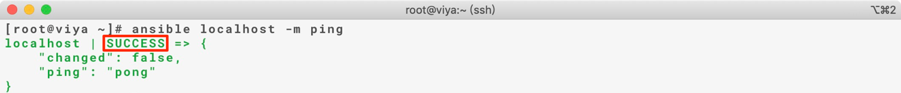 root@viya:~ (ssh)
⌥⌘2
[root@viya ~]# ansible localhost -m ping
localhost | SUCCESS => {
    "changed": false,
    "ping": "pong"
}